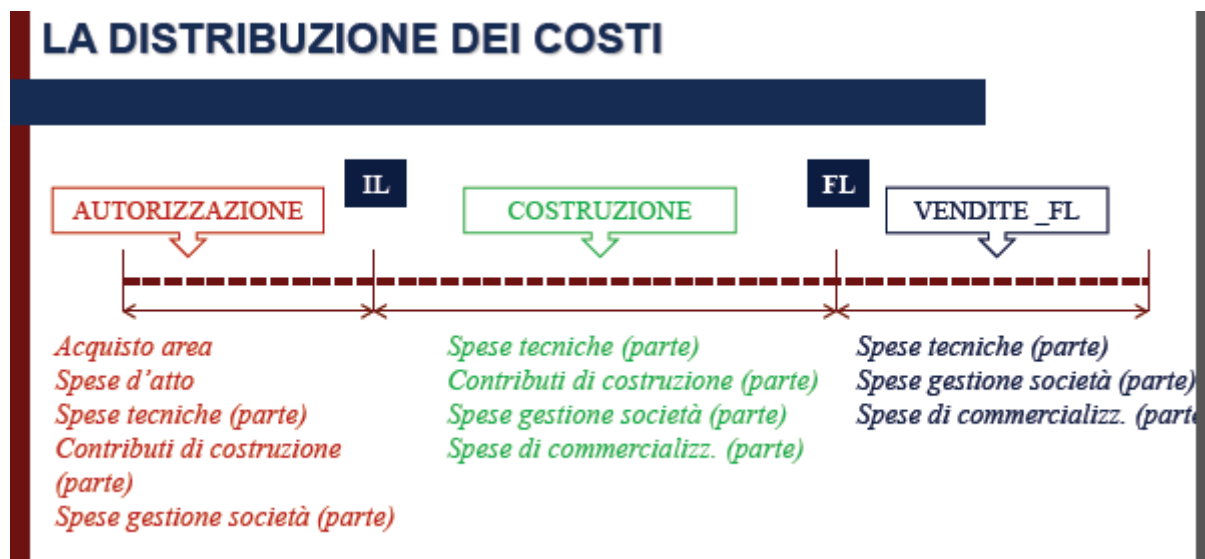 LA DISTRIBUZIONE DEI COSTI
IL
FL
AUTORIZZAZIONE
COSTRUZIONE
VENDITE _FL
Acquisto area
Spese d'atto
Spese tecniche (parte)
Contributi di costruzione
(parte)
Spese gestione società (parte)
Spese tecniche (parte)
Contributi di costruzione (parte)
Spese gestione società (parte)
Spese di commercializz. (parte)
Spese tecniche (parte)
Spese gestione società (parte)
Spese di commercializz. (parte